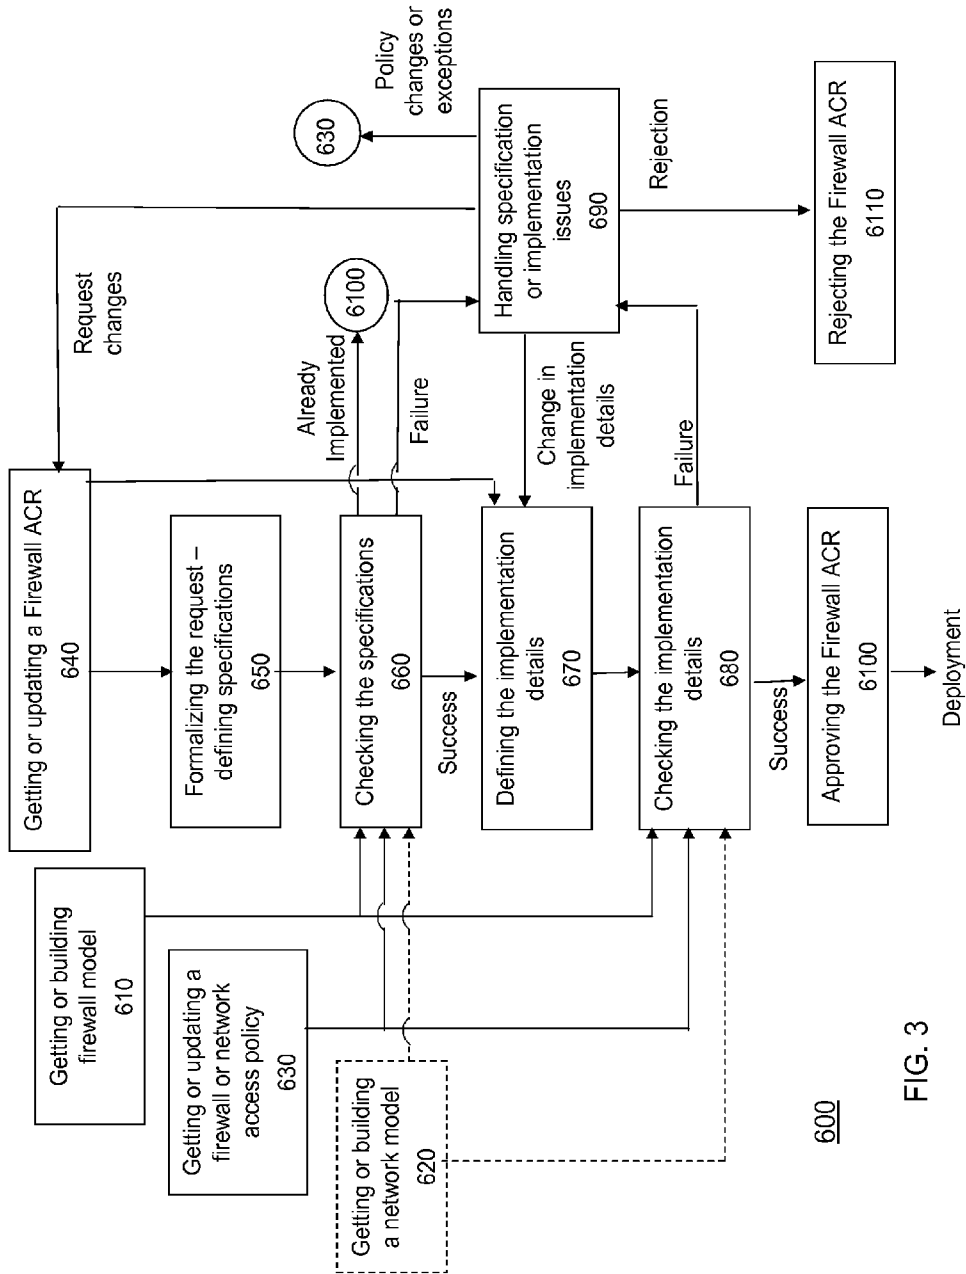 Getting or building
firewall model
610
Getting or updating a
firewall or network
access policy
630
Getting or building
a network model
620
Getting or updating a Firewall ACR
640
Formalizing the request –
defining specifications
650
Checking the specifications
660
Success
Defining the implementation
details
670
Checking the implementation
details
680
Success
Approving the Firewall ACR
6100
Deployment
Request
changes
Already
Implemented
6100
Failure
Change in
implementation
details
Failure
630
Policy
changes or
exceptions
Handling specification
or implementation
issues
690
Rejection
Rejecting the Firewall ACR
6110
600
FIG. 3